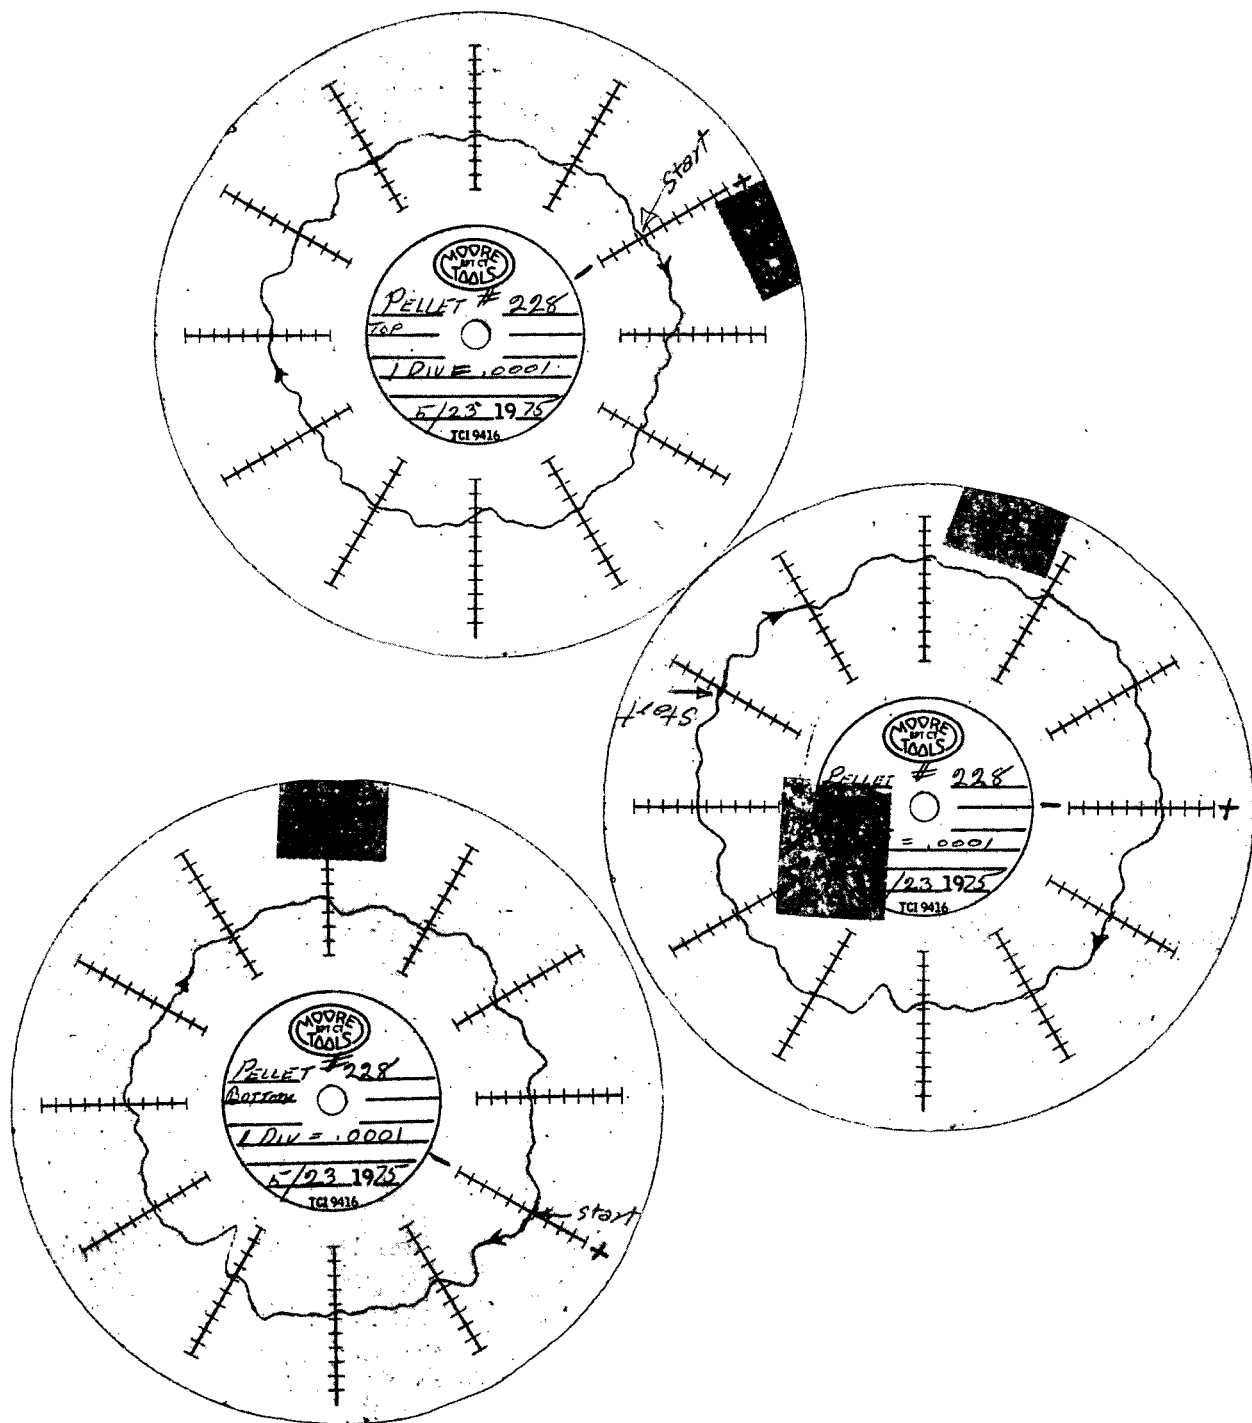 Start
+
-
MOORE
BPT CT
TOOLS
PELLET # 228
TOP
1 DIV = .0001
5/23 1975
TCI 9416
Start
MOORE
BPT CT
TOOLS
PELLET # 228
- +
= .0001
/23 1975
TCI 9416
MOORE
BPT CT
TOOLS
PELLET # 228
BOTTOM
1 DIV = .0001
-
5/23 1975
TCI 9416
start
+